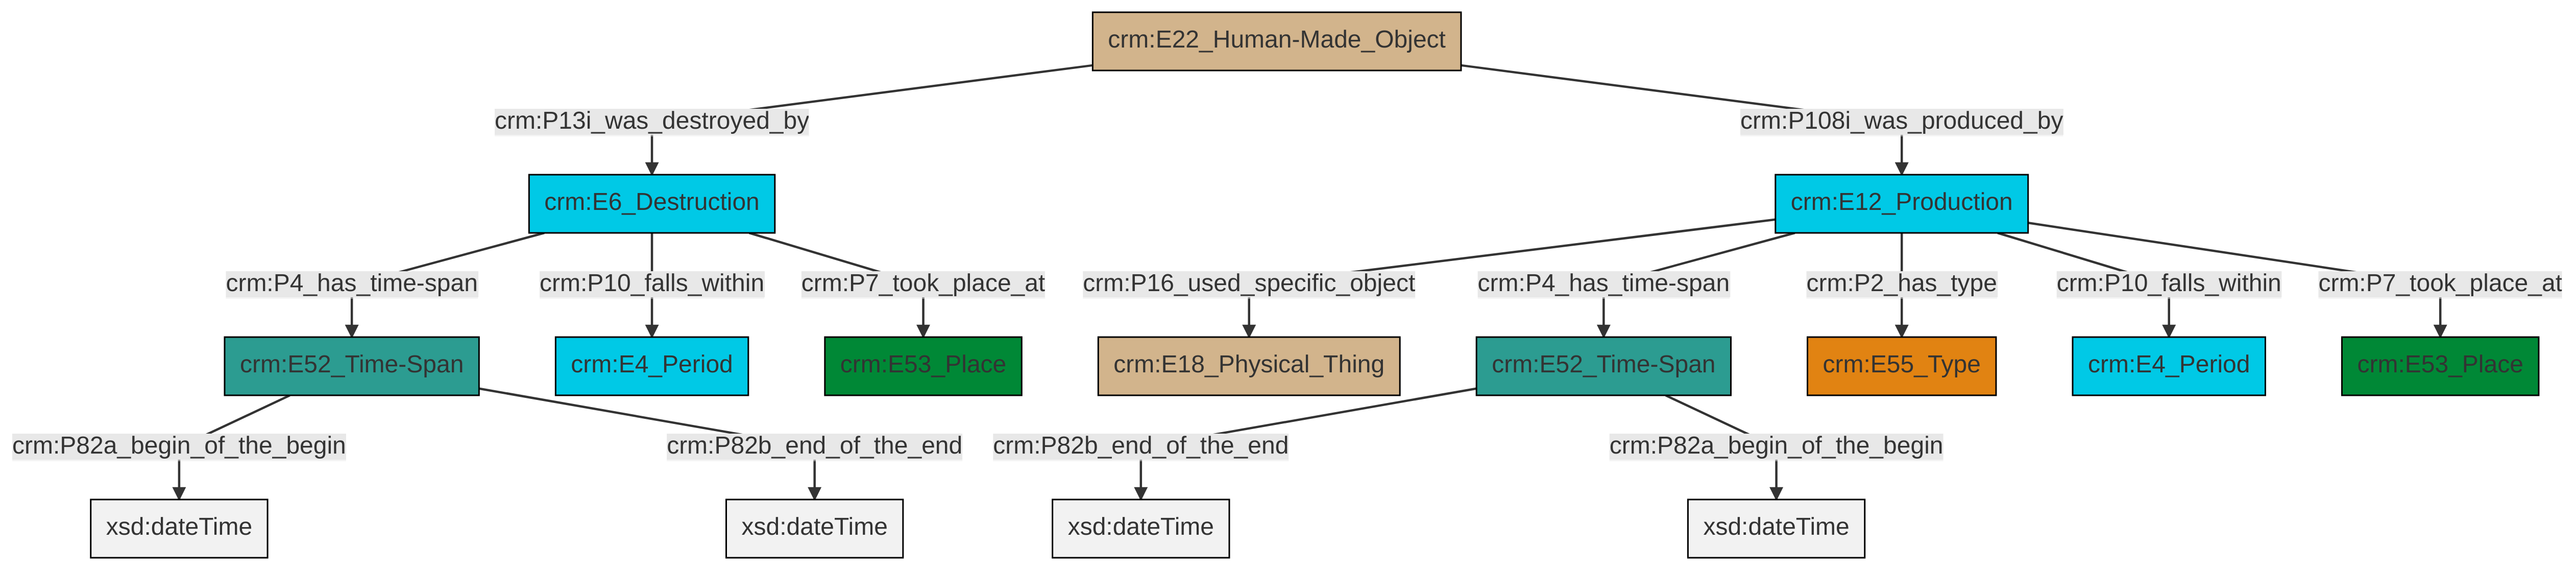 crm:E22_Human-Made_Object
crm:P13i_was_destroyed_by
crm:P108i_was_produced_by
crm:E6_Destruction
crm:E12_Production
crm:P4_has_time-span
crm:P10_falls_within
crm:P7_took_place_at
crm:P16_used_specific_object
crm:P4_has_time-span
crm:P2_has_type
crm:P10_falls_within
crm:P7_took_place_at
crm:E52_Time-Span
crm:E4_Period
crm:E53_Place
crm:E18_Physical_Thing
crm:E52_Time-Span
crm:E55_Type
crm:E4_Period
crm:E53_Place
crm:P82a_begin_of_the_begin
crm:P82b_end_of_the_end
crm:P82b_end_of_the_end
crm:P82a_begin_of_the_begin
xsd:dateTime
xsd:dateTime
xsd:dateTime
xsd:dateTime